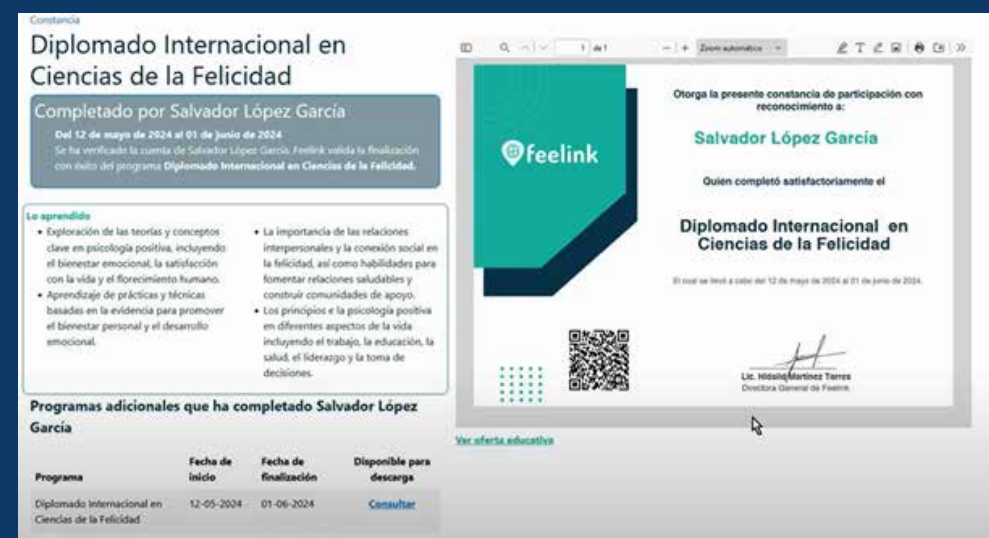 Constancia
Diplomado Internacional en
Ciencias de la Felicidad
Completado por Salvador López García
Del 12 de mayo de 2024 al 01 de junio
de 2024
Se ha verificado la cuenta de Salvador López García. Feelink valida la finalización
con éxito del programa Diplomado Internacional en Ciencias de la Felicidad.
Lo aprendido
• Exploración de las teorías y conceptos
clave en psicología positiva, incluyendo
el bienestar emocional, la satisfacción
con la vida y el florecimiento humano.
• Aprendizaje de prácticas y técnicas
basadas en la evidencia para promover
el bienestar personal y el desarrollo
emocional.
• La importancia de las relaciones
interpersonales y la conexión social en
la felicidad, así como habilidades para
fomentar relaciones saludables y
construir comunidades de apoyo.
• Los principios e la psicología positiva
en diferentes aspectos de la vida
incluyendo el trabajo, la educación, la
salud, el liderazgo y la toma de
decisiones.
Programas adicionales que ha completado Salvador López
García
Programa Fecha de inicio Fecha de finalización Disponible para descarga
Diplomado Internacional en
Ciencias de la Felicidad 12-05-2024 01-06-2024 Consultar
1 de 1 Zoom automático
feelink
Otorga la presente constancia de participación con
reconocimiento a:
Salvador López García
Quien completó satisfactoriamente el
Diplomado Internacional en
Ciencias de la Felicidad
El cual se llevó a cabo del 12 de mayo de 2024 al 01 de junio de 2024.
Lic. Martínez Torres
Directora General de Feelink
Ver oferta educativa